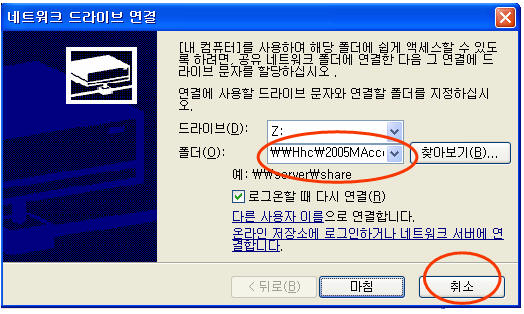 네트워크 드라이브 연결
[내 컴퓨터]를 사용하여 해당 폴더에 쉽게 액세스할 수 있도
록 하려면, 공유 네트워크 폴더에 연결한 다음 그 연결에 드
라이브 문자를 할당하십시오 .
연결에 사용할 드라이브 문자와 연결할 폴더를 지정하십시
오.
드라이브(D): Z:
폴더(O): ₩₩Hhc₩2005MAcc 찾아보기(B)...
예: ₩₩server₩share
로그온할 때 다시 연결(R)
다른 사용자 이름으로 연결합니다.
온라인 저장소에 로그인하거나 네트워크 서버에 연
결합니다.
< 뒤로(B) 마침 취소